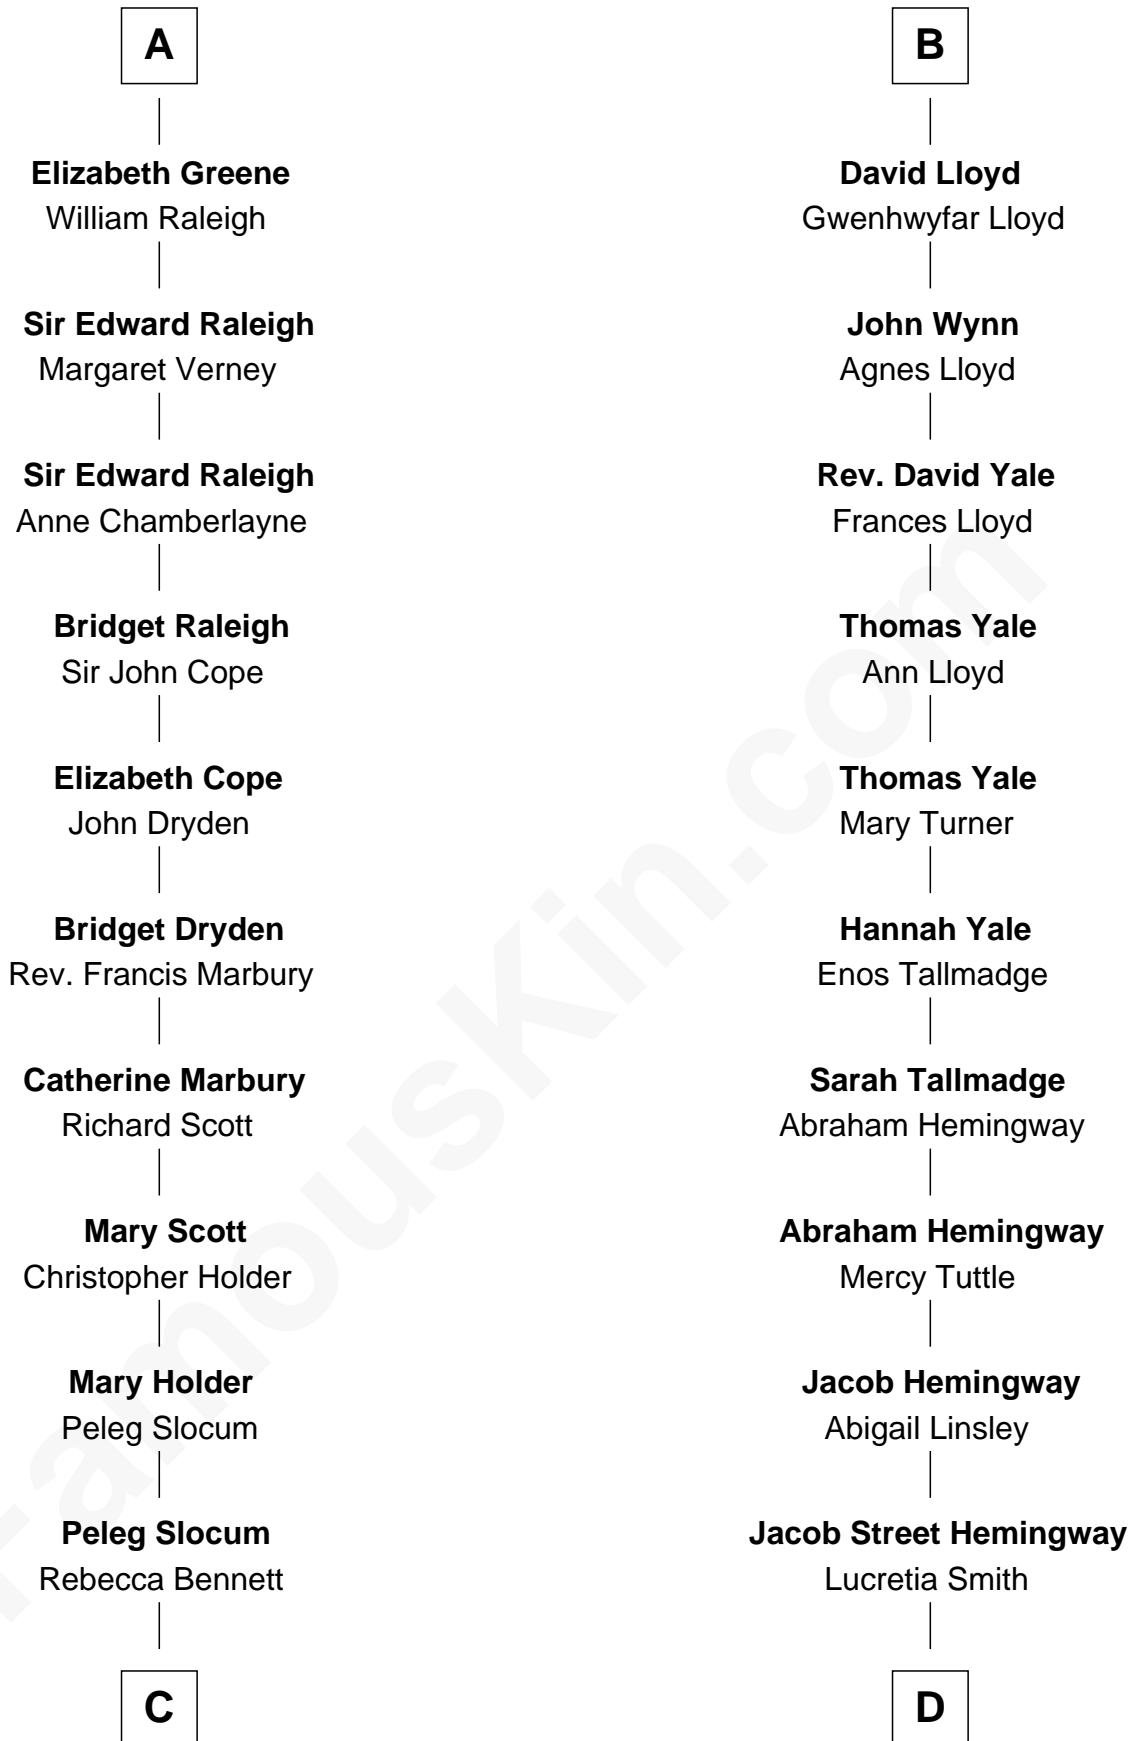 A
Elizabeth Greene
William Raleigh
Sir Edward Raleigh
Margaret Verney
Sir Edward Raleigh
Anne Chamberlayne
Bridget Raleigh
Sir John Cope
Elizabeth Cope
John Dryden
Bridget Dryden
Rev. Francis Marbury
Catherine Marbury
Richard Scott
Mary Scott
Christopher Holder
Mary Holder
Peleg Slocum
Peleg Slocum
Rebecca Bennett
C
B
David Lloyd
Gwenhwyfar Lloyd
John Wynn
Agnes Lloyd
Rev. David Yale
Frances Lloyd
Thomas Yale
Ann Lloyd
Thomas Yale
Mary Turner
Hannah Yale
Enos Tallmadge
Sarah Tallmadge
Abraham Hemingway
Abraham Hemingway
Mercy Tuttle
Jacob Hemingway
Abigail Linsley
Jacob Street Hemingway
Lucretia Smith
D
FamousKin.com